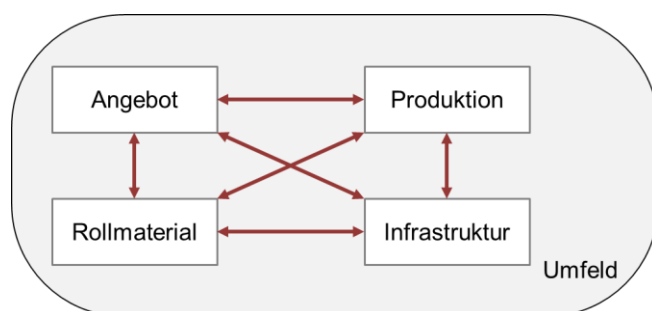 Angebot
Produktion
Rollmaterial
Infrastruktur
Umfeld